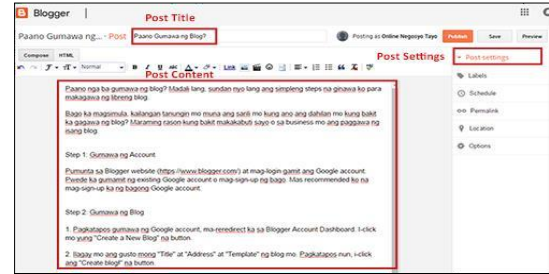 Blogger
Post Title
Paano Gumawa ng... · Post
Paano Gumawa ng Blog?
Posting as Online Negosyo Tayo
Publish
Save
Preview
Compose
HTML
Post Settings
Post settings
Normal
Link
Post Content
Labels
Schedule
Permalink
Location
Options
Paano nga ba gumawa ng blog? Madali lang, sundan nyo lang ang simpleng steps na ginawa ko para
makagawa ng libreng blog.
Bago ka magsimula, kailangan tanungin mo muna ang sarili mo kung ano ang dahilan mo kung bakit
ka gagawa ng blog? Maraming rason kung bakit makakabuti sayo o sa business mo ang paggawa ng
isang blog.
Step 1: Gumawa ng Account
Pumunta sa Blogger website (https://www.blogger.com/) at mag-login gamit ang Google account.
Pwede ka gumamit ng existing Google account o mag-sign-up ng bago. Mas recommended ko na
mag-sign-up ka ng bagong Google account.
Step 2: Gumawa ng Blog
1. Pagkatapos gumawa ng Google account, ma-reredirect ka sa Blogger Account Dashboard. I-click
mo yung "Create a New Blog" na button.
2. Ilagay mo ang gusto mong "Title" at "Address" at "Template" ng blog mo. Pagkatapos nun, i-click
ang "Create blog!" na button.